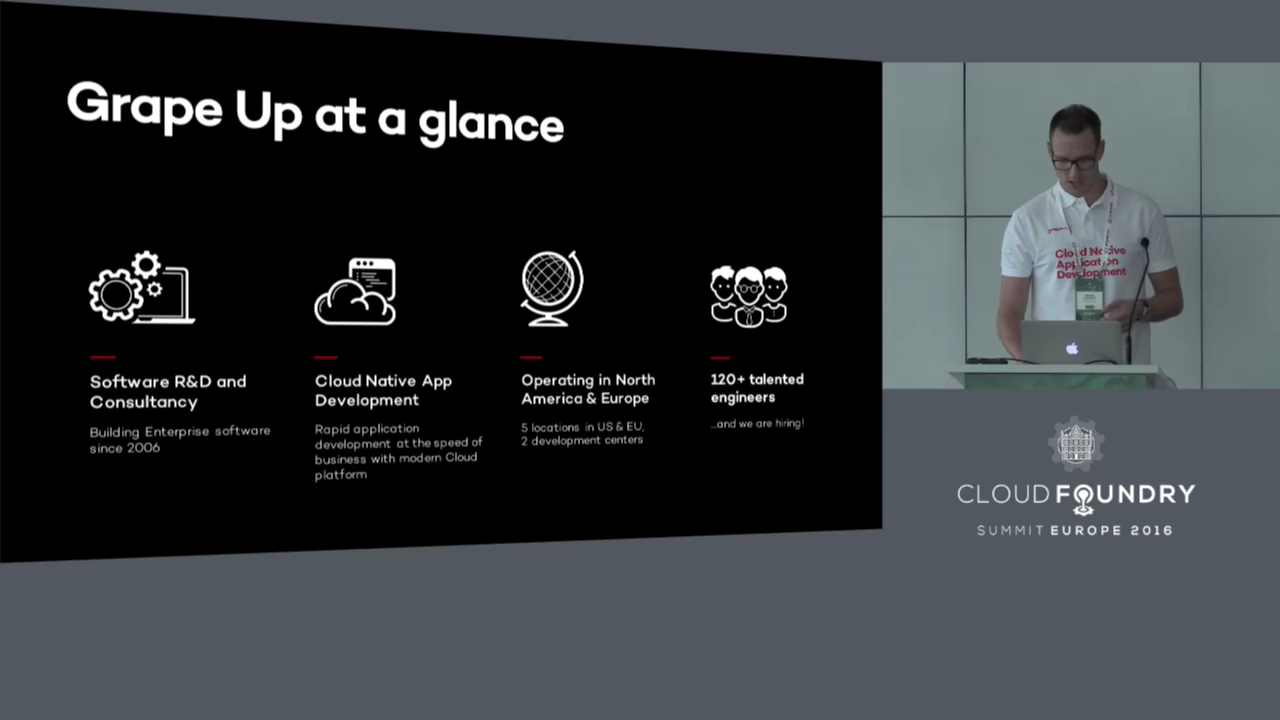 Grape Up at a glance
Software R&D and
Consultancy
Building Enterprise software
since 2006
Cloud Native App
Development
Rapid application
development at the speed of
business with modern Cloud
platform
Operating in North
America & Europe
5 locations in US & EU,
2 development centers
120+ talented
engineers
...and we are hiring!
Cloud Native
Application
Development
CLOUD FOUNDRY
SUMMIT EUROPE 2016